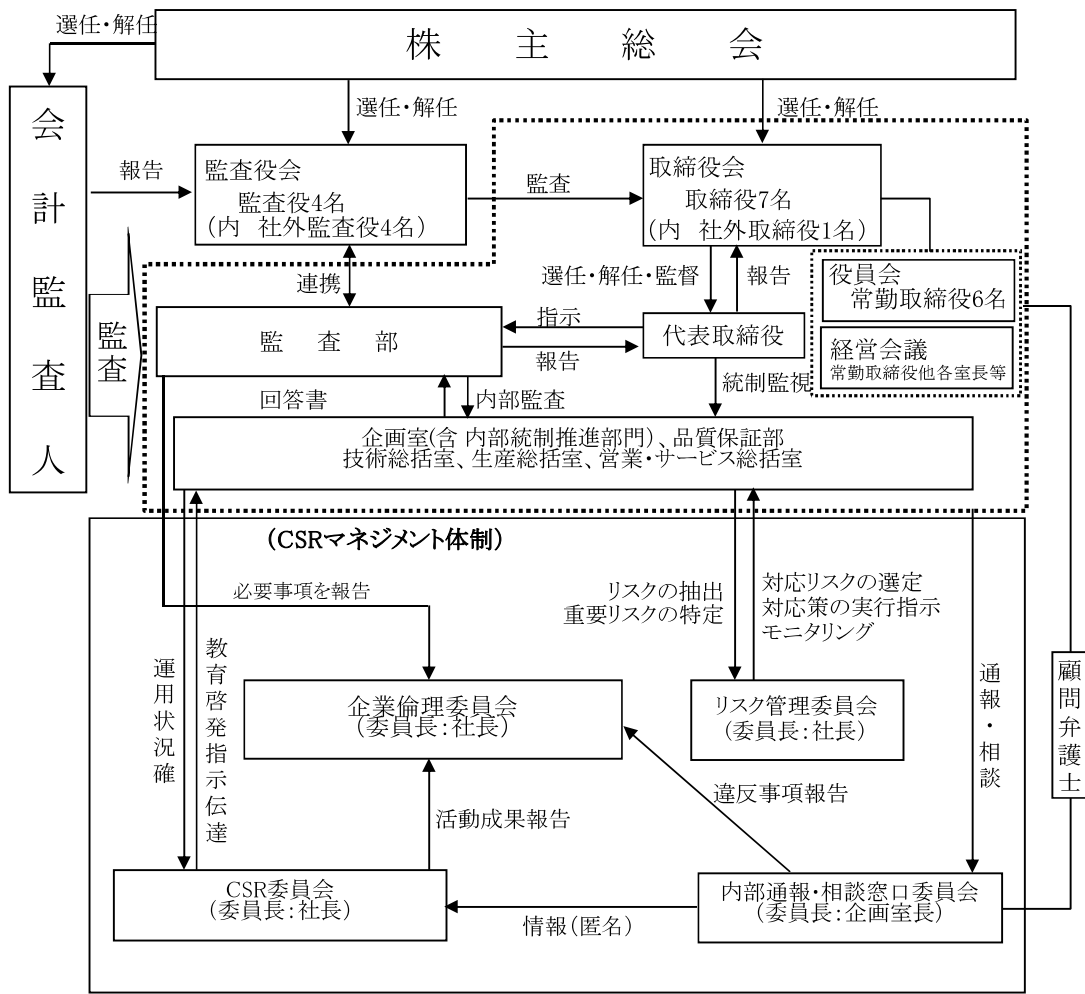 選任・解任
株主総会
会計監査人
選任・解任
選任・解任
報告
監査役会
監査役4名
(内 社外監査役4名)
監査
取締役会
取締役7名
(内 社外取締役1名)
監査
連携
選任・解任・監督
報告
役員会
常勤取締役6名
経営会議
常勤取締役他各室長等
監査部
指示
報告
代表取締役
回答書
内部監査
統制監視
企画室(含 内部統制推進部門)、品質保証部
技術総括室、生産総括室、営業・サービス総括室
(CSRマネジメント体制)
必要事項を報告
リスクの抽出
重要リスクの特定
対応リスクの選定
対応策の実行指示
モニタリング
運用状況確
教育啓発指示伝達
通報・相談
顧問弁護士
企業倫理委員会
(委員長:社長)
リスク管理委員会
(委員長:社長)
活動成果報告
違反事項報告
CSR委員会
(委員長:社長)
情報(匿名)
内部通報・相談窓口委員会
(委員長:企画室長)